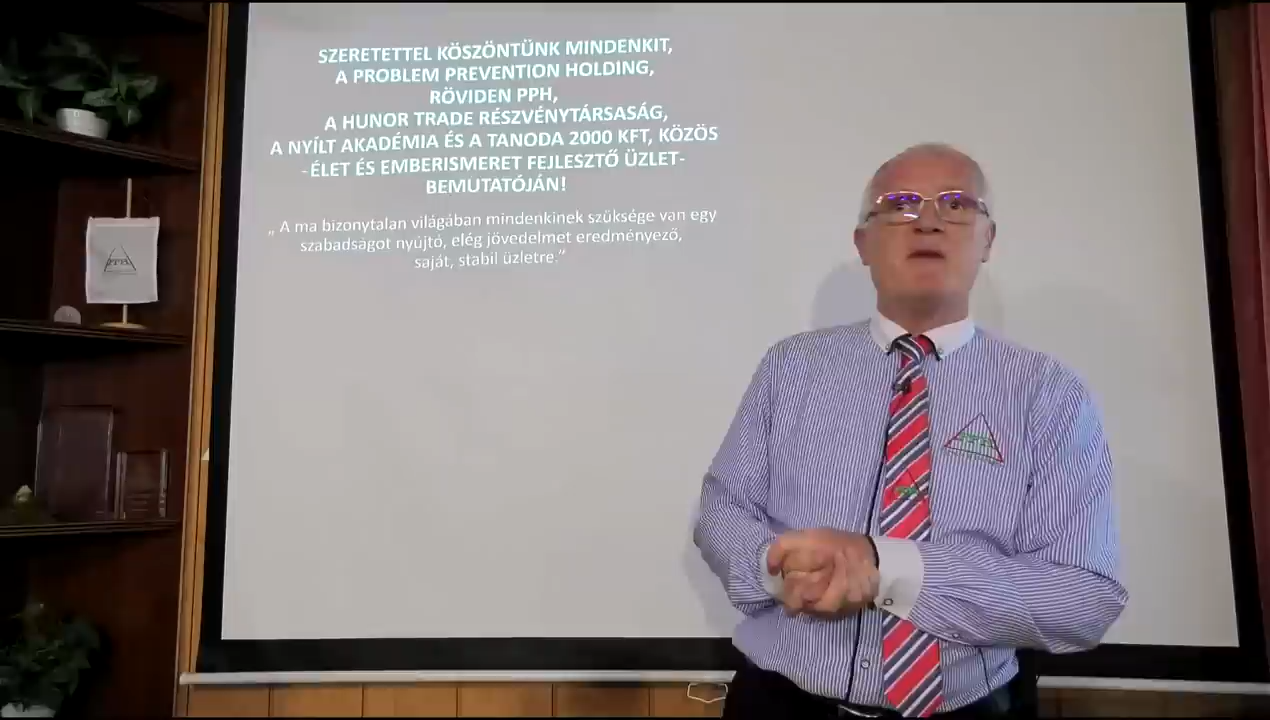 SZERETETTEL KÖSZÖNTÜNK MINDENKIT,
A PROBLEM PREVENTION HOLDING,
RÖVIDEN PPH,
A HUNOR TRADE RÉSZVÉNYTÁRSASÁG,
A NYÍLT AKADÉMIA ÉS A TANODA 2000 KFT, KÖZÖS
-ÉLET ÉS EMBERISMERET FEJLESZTŐ ÜZLET-
BEMUTATÓJÁN!
„ A ma bizonytalan világában mindenkinek szüksége van egy
szabadságot nyújtó, elég jövedelmet eredményező,
saját, stabil üzletre.”